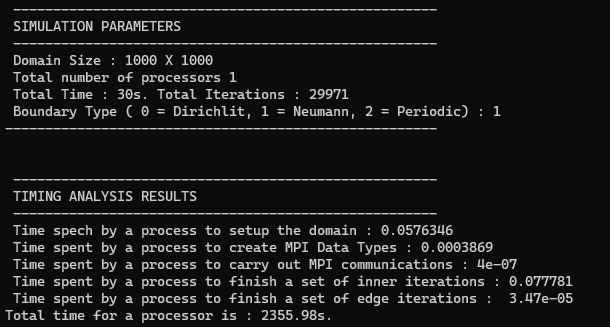 SIMULATION PARAMETERS
Domain Size : 1000 X 1000
Total number of processors 1
Total Time : 30s. Total Iterations : 29971
Boundary Type ( 0 = Dirichlit, 1 = Neumann, 2 = Periodic) : 1
TIMING ANALYSIS RESULTS
Time spech by a process to setup the domain : 0.0576346
Time spent by a process to create MPI Data Types : 0.0003869
Time spent by a process to carry out MPI communications : 4e-07
Time spent by a process to finish a set of inner iterations : 0.077781
Time spent by a process to finish a set of edge iterations :  3.47e-05
Total time for a processor is : 2355.98s.